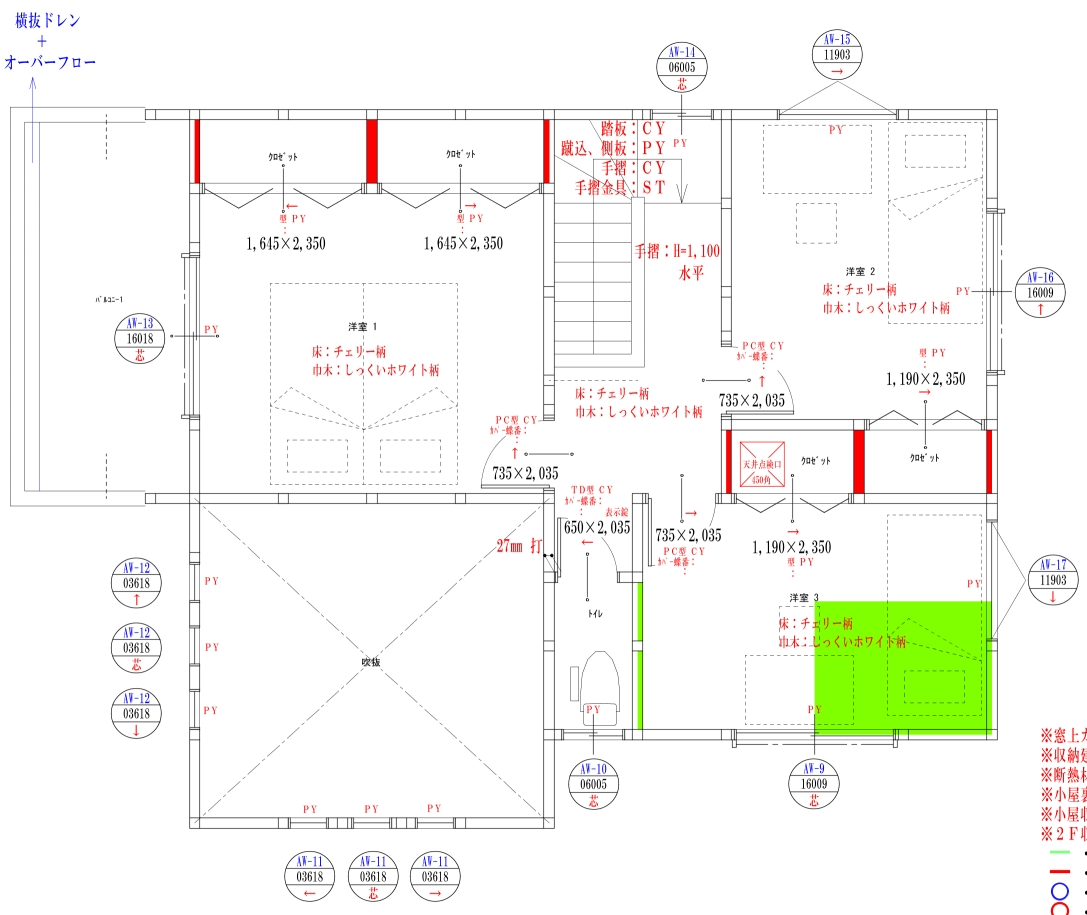 横抜ドレン
+
オーバーフロー
AW-14
06005
芯
AW-15
11903
→
踏板：CY
蹴込、側板：PY
手摺：CY
手摺金具：ST
PY
PY
クロゼット
クロゼット
←
型 PY
：
1,645×2,350
→
型 PY
：
1,645×2,350
手摺：H=1,100
水平
洋室 2
床：チェリー柄
巾木：しっくいホワイト柄
PY
AW-16
16009
↑
バルコニー1
AW-13
16018
芯
PY
洋室 1
床：チェリー柄
巾木：しっくいホワイト柄
PC型 CY
カバー蝶番：
：
↑
735×2,035
型 PY
：
1,190×2,350
→
床：チェリー柄
巾木：しっくいホワイト柄
PC型 CY
カバー蝶番：
：
↑
735×2,035
天井点検口
450角
クロゼット
クロゼット
TD型 CY
カバー蝶番：
：
表示錠
650×2,035
←
27mm 打
→
735×2,035
PC型 CY
カバー蝶番：
：
→
1,190×2,350
型 PY
：
AW-12
03618
↑
PY
AW-12
03618
芯
PY
AW-12
03618
↓
PY
吹抜
トイレ
PY
洋室 3
床：チェリー柄
巾木：しっくいホワイト柄
PY
PY
AW-17
11903
↓
AW-10
06005
芯
AW-9
16009
芯
PY
PY
PY
AW-11
03618
←
AW-11
03618
芯
AW-11
03618
→
※窓上
※収納
※断熱
※小屋
※小屋
※2F